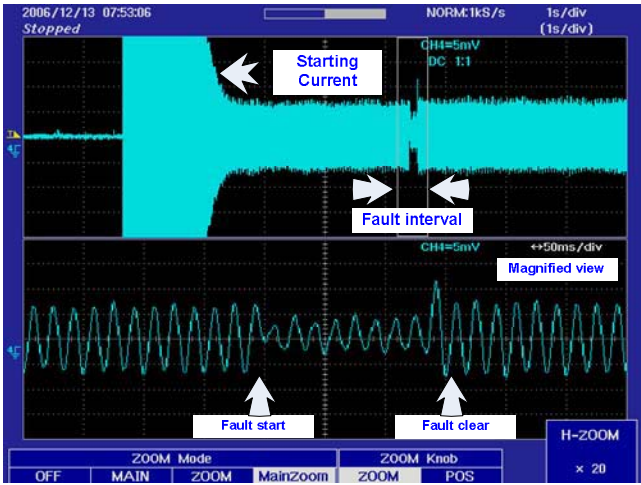 2006/12/13 07:53:06
NORM:1kS/s
1s/div
Stopped
(1s/div)
CH4=5mV
DC 1:1
Starting
Current
Fault interval
CH4=5mV
↔50ms/div
Magnified view
Fault start
Fault clear
H-ZOOM
× 20
ZOOM Mode
ZOOM Knob
OFF
MAIN
ZOOM
MainZoom
ZOOM
POS